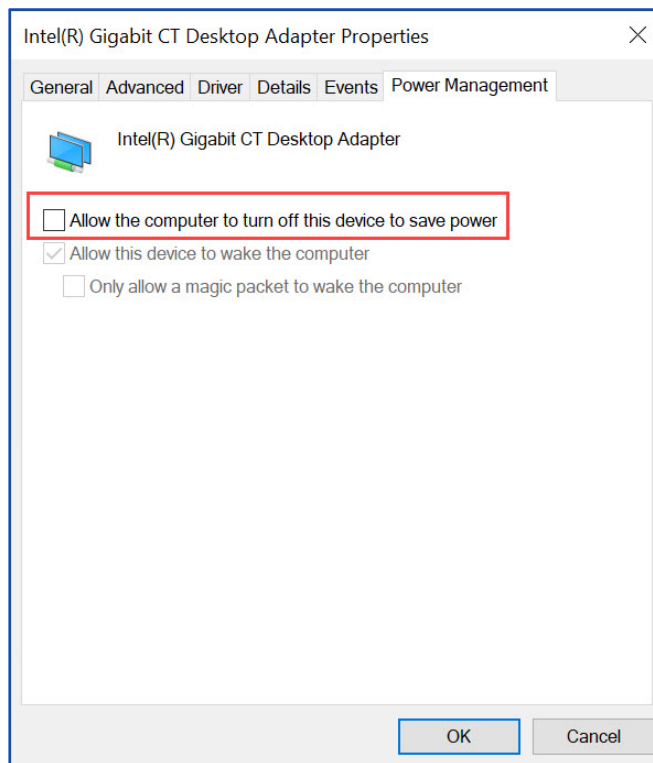 Intel(R) Gigabit CT Desktop Adapter Properties
General Advanced Driver Details Events Power Management
Intel(R) Gigabit CT Desktop Adapter
Allow the computer to turn off this device to save power
Allow this device to wake the computer
Only allow a magic packet to wake the computer
OK Cancel